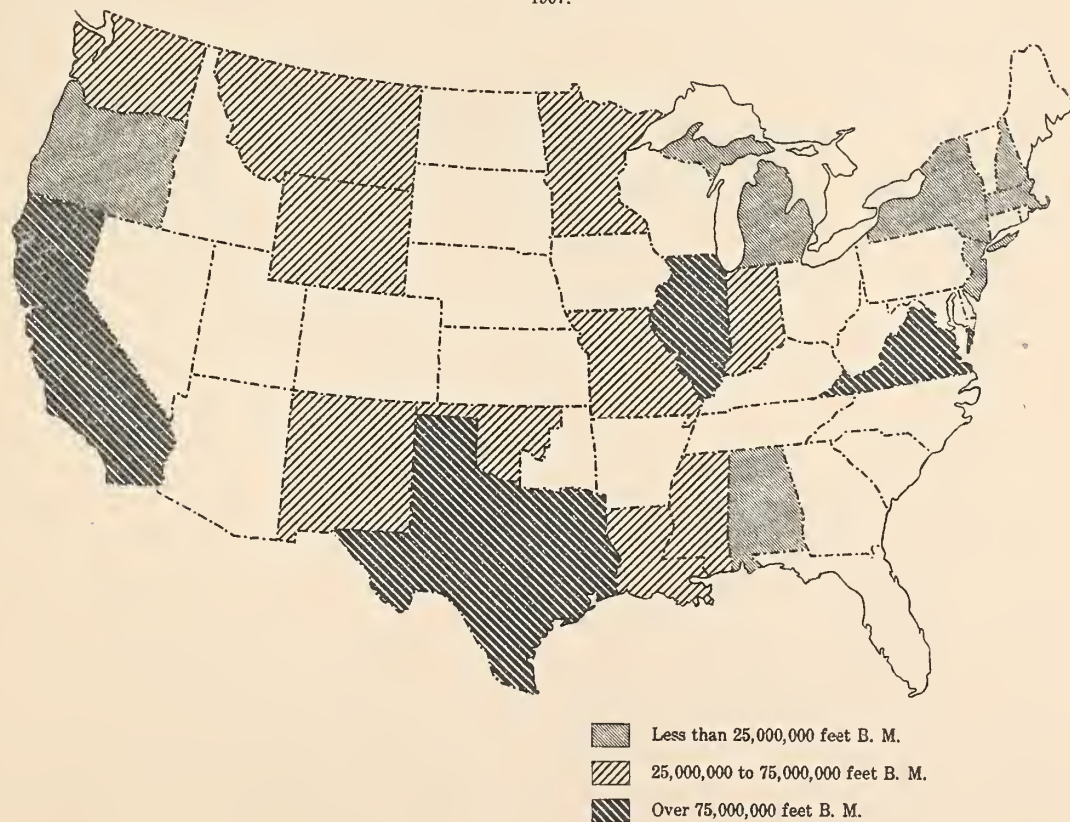 1907.
Less than 25,000,000 feet B. M.
25,000,000 to 75,000,000 feet B. M.
Over 75,000,000 feet B. M.